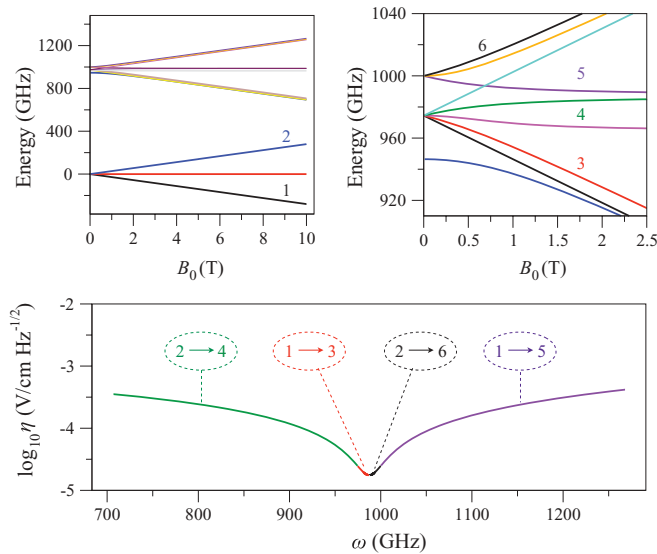 Energy (GHz)
1200
800
400
0
2
1
0 2 4 6 8 10
B0(T)
Energy (GHz)
1040
1000
960
920
6
5
4
3
0 0.5 1 1.5 2 2.5
B0(T)
log10η (V/cm Hz-1/2)
-2
-3
-4
-5
2 → 4
1 → 3
2 → 6
1 → 5
700 800 900 1000 1100 1200
ω (GHz)